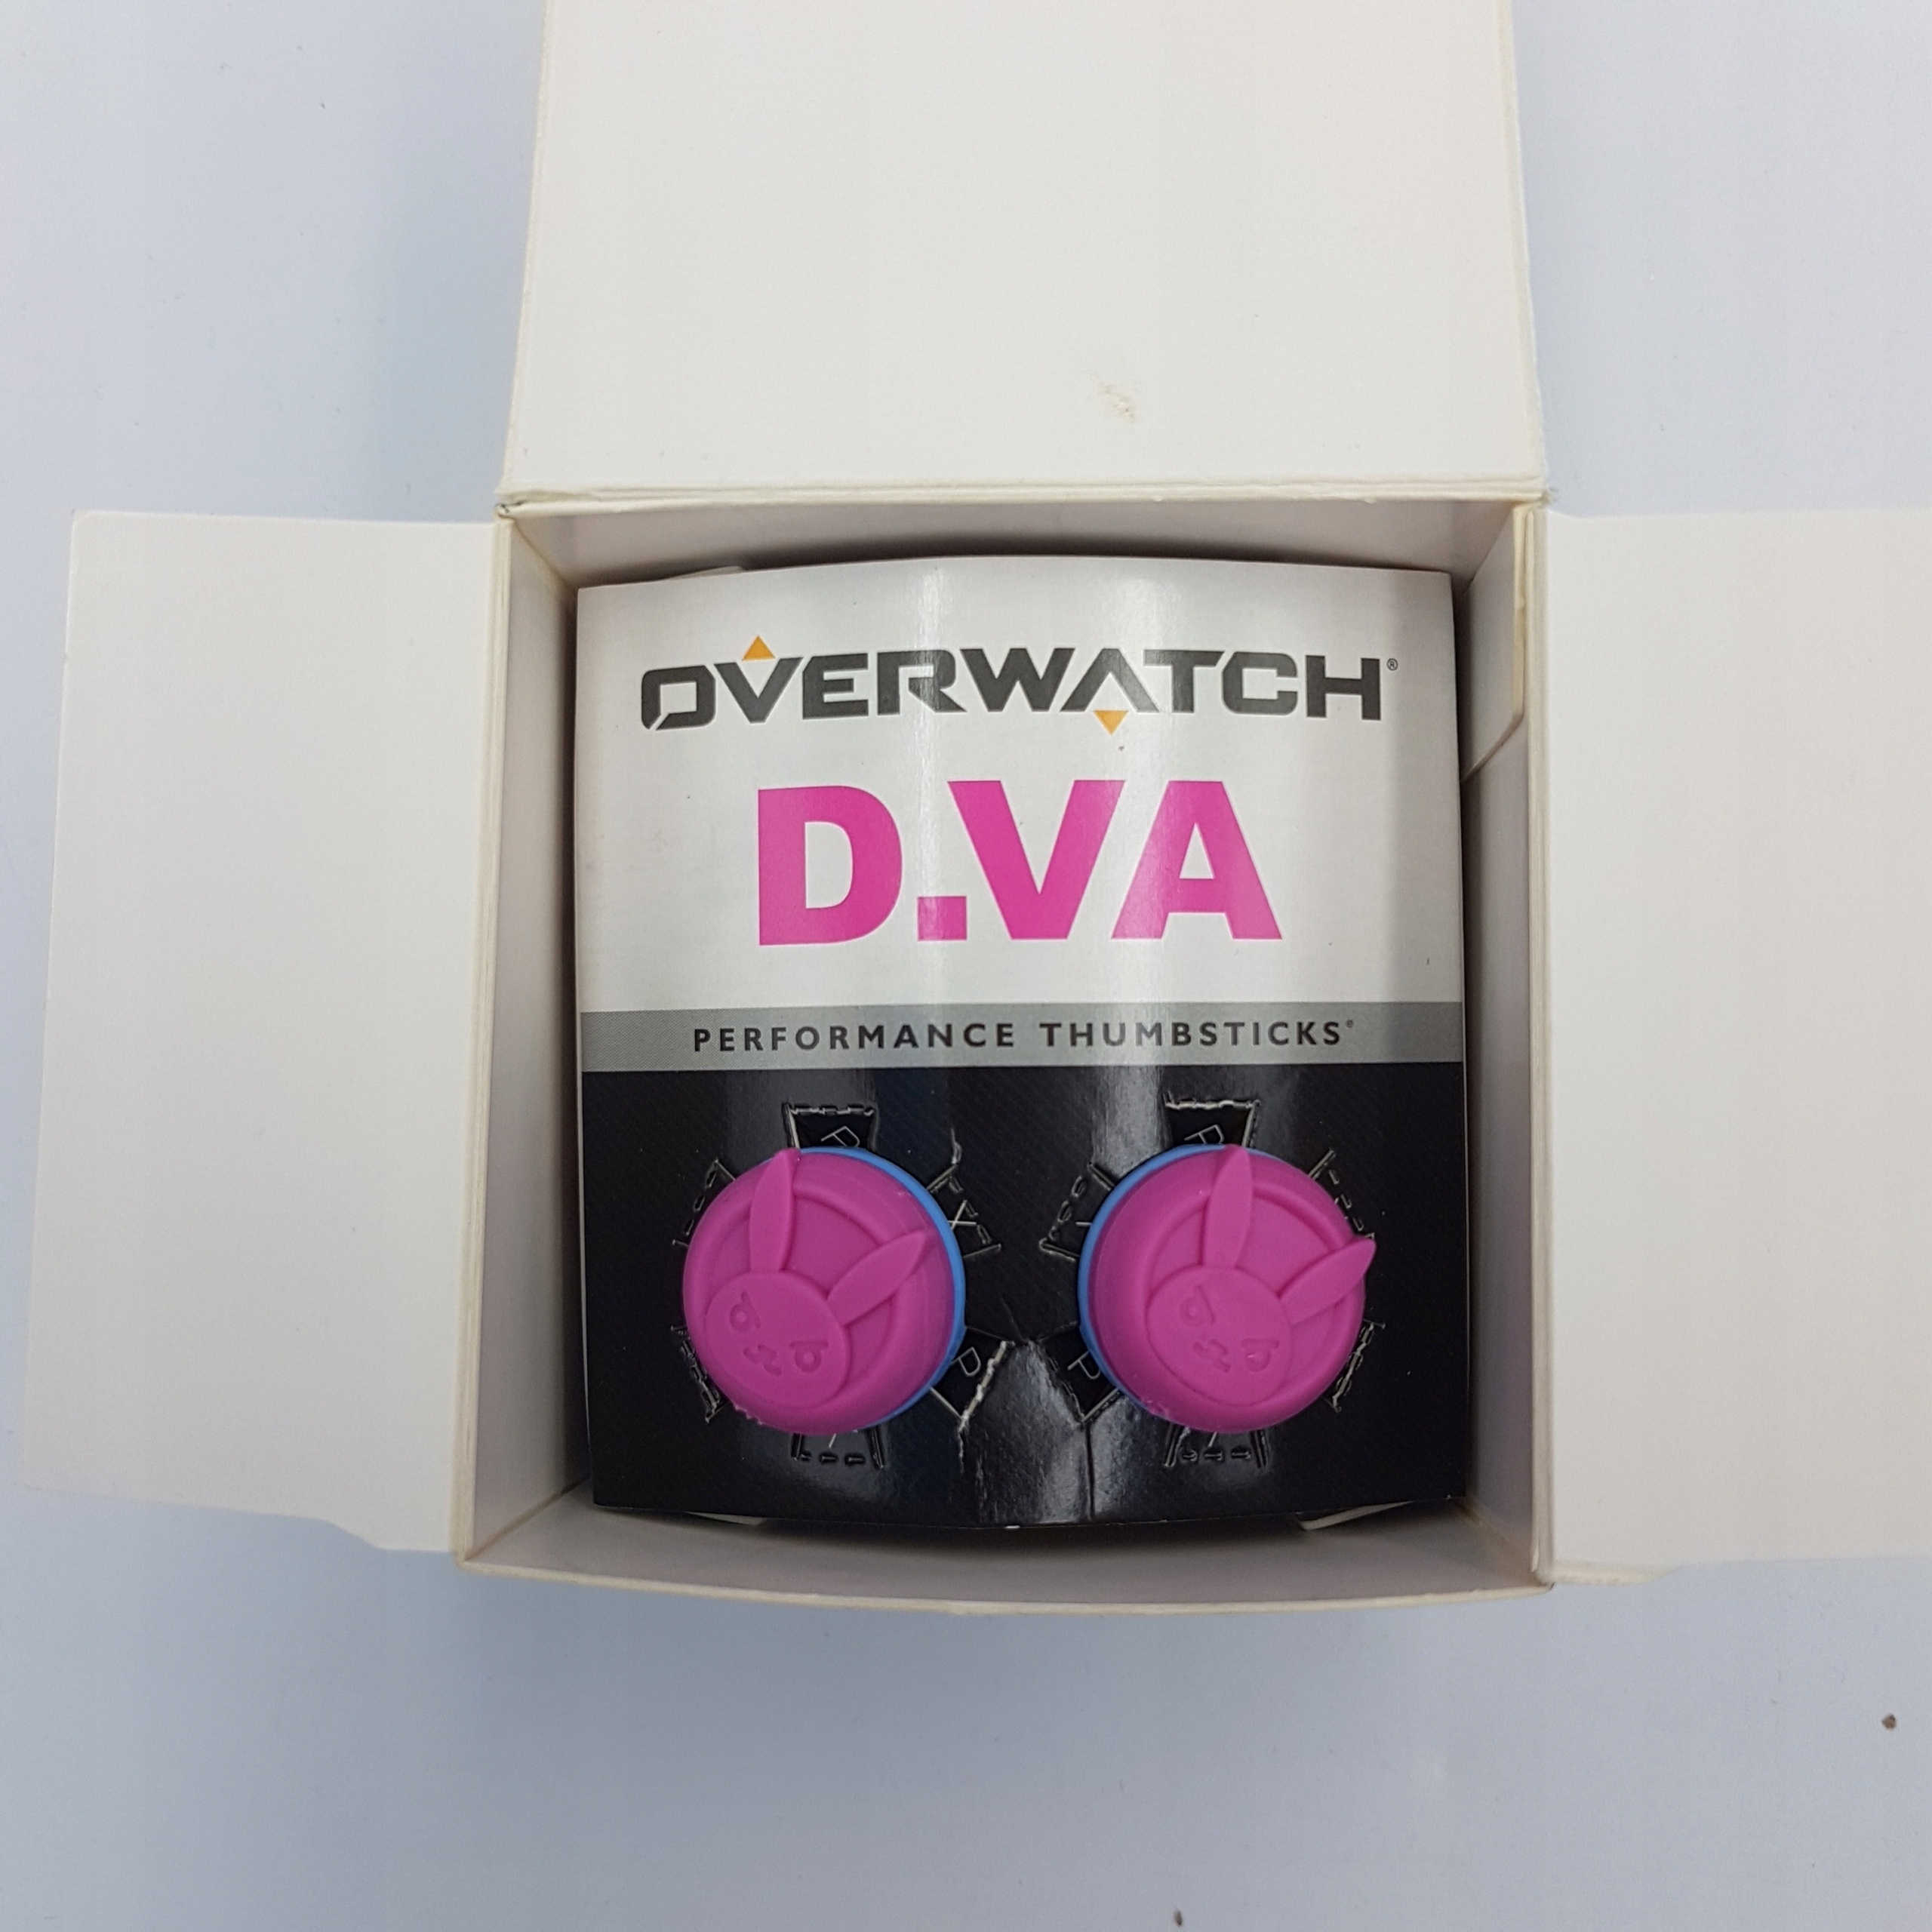 OVERWATCH®
D.VA
PERFORMANCE THUMBSTICKS®